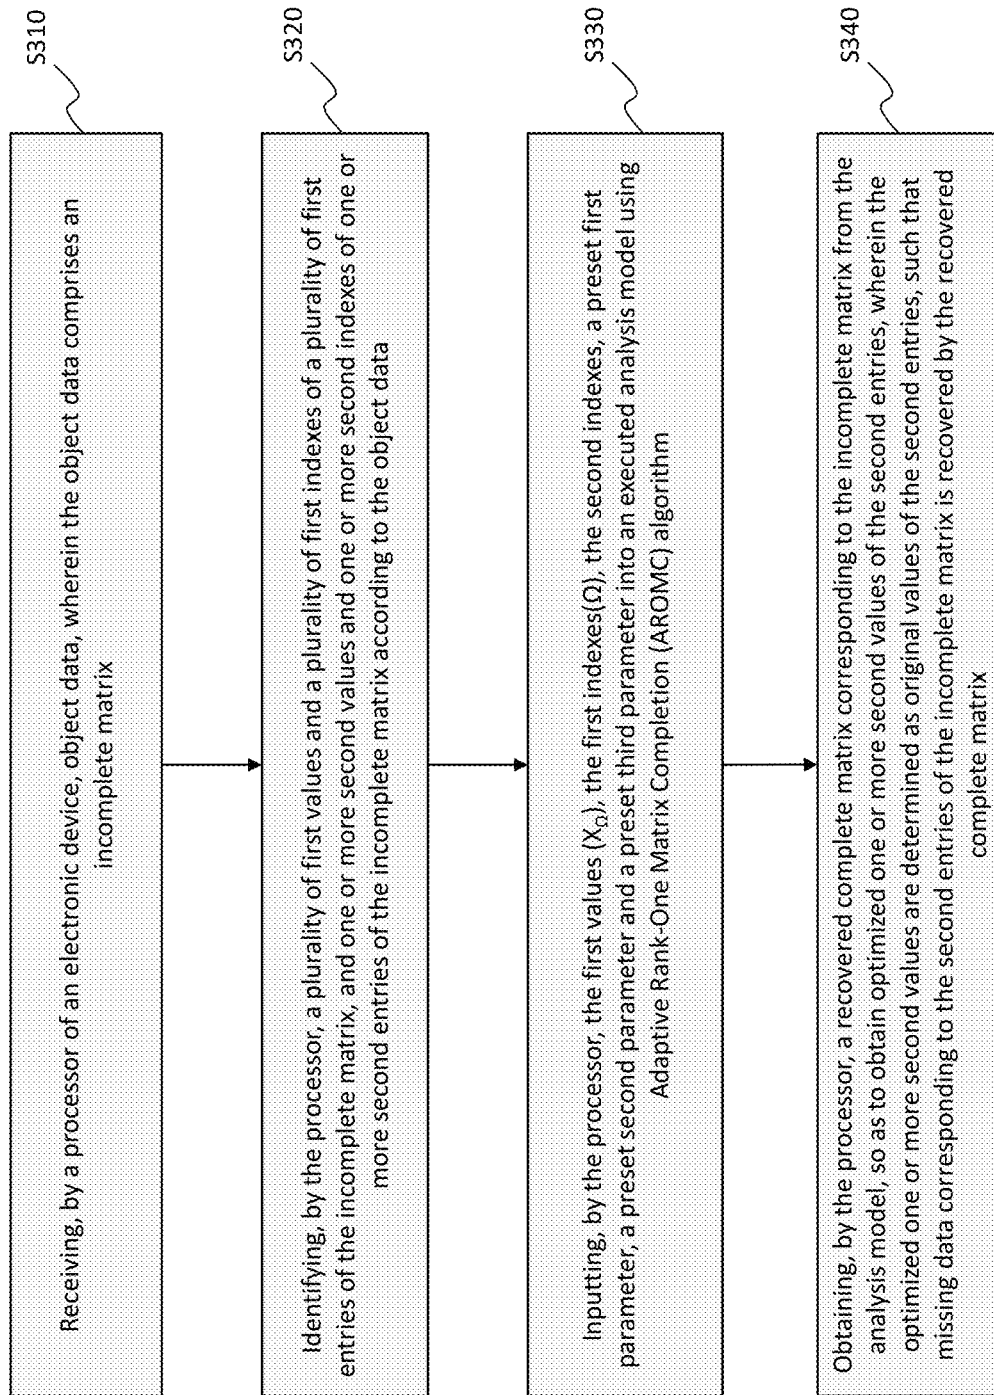 S310
Receiving, by a processor of an electronic device, object data, wherein the object data comprises an
incomplete matrix
S320
Identifying, by the processor, a plurality of first values and a plurality of first indexes of a plurality of first
entries of the incomplete matrix, and one or more second values and one or more second indexes of one or
more second entries of the incomplete matrix according to the object data
S330
Inputting, by the processor, the first values (X_Ω), the first indexes(Ω), the second indexes, a preset first
parameter, a preset second parameter and a preset third parameter into an executed analysis model using
Adaptive Rank-One Matrix Completion (AROMC) algorithm
S340
Obtaining, by the processor, a recovered complete matrix corresponding to the incomplete matrix from the
analysis model, so as to obtain optimized one or more second values of the second entries, wherein the
optimized one or more second values are determined as original values of the second entries, such that
missing data corresponding to the second entries of the incomplete matrix is recovered by the recovered
complete matrix